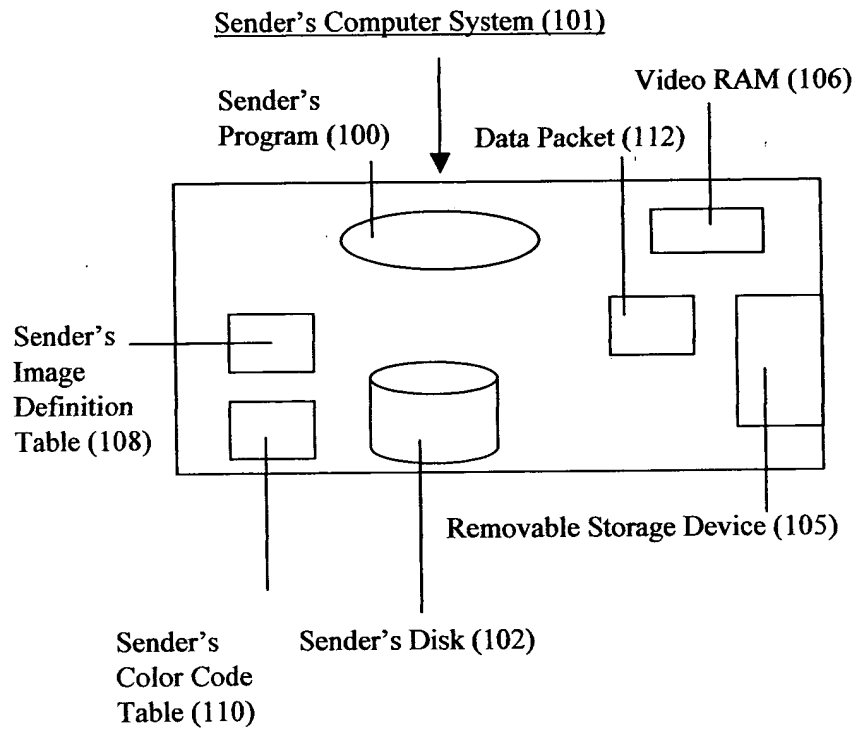 Sender's Computer System (101)
Video RAM (106)
Sender's
Program (100)
Data Packet (112)
Sender's
Image
Definition
Table (108)
Removable Storage Device (105)
Sender's
Color Code
Table (110)
Sender's Disk (102)